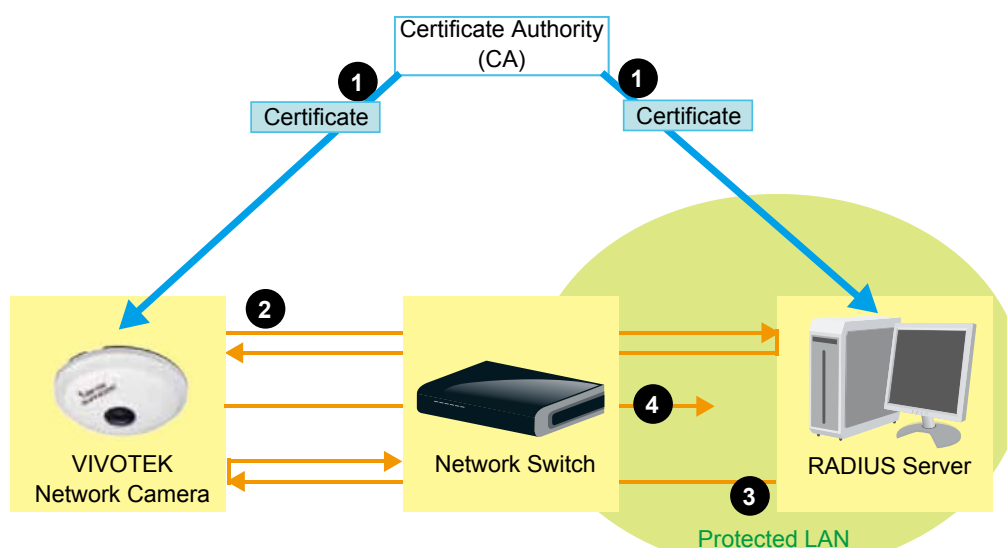 Certificate Authority
(CA)
1
1
Certificate
Certificate
2
4
VIVOTEK
Network Camera
Network Switch
RADIUS Server
3
Protected LAN